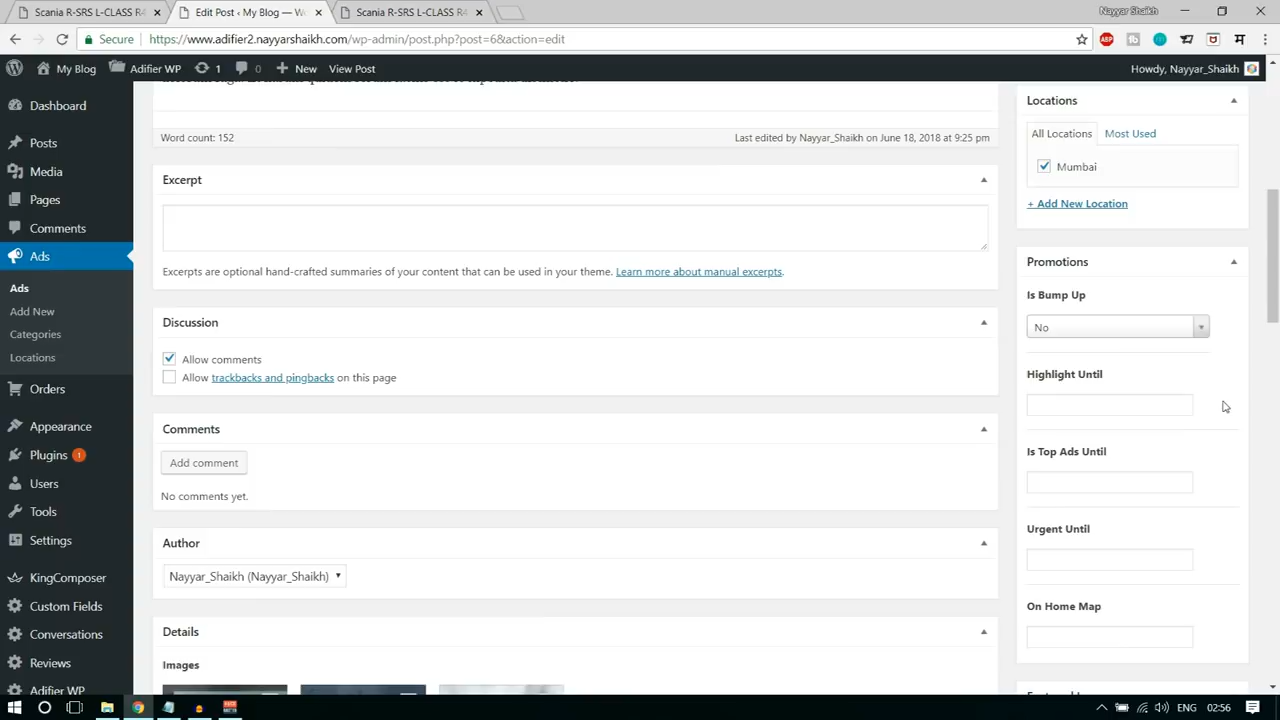 Scania R-SRS L-CLASS R4
Edit Post ‹ My Blog — Wo
Scania R-SRS L-CLASS R4
Nayyar Shaikh
Secure
https://www.adifier2.nayyarshaikh.com/wp-admin/post.php?post=6&action=edit
My Blog
Adifier WP
1
0
New
View Post
Howdy, Nayyar_Shaikh
Dashboard
Posts
Media
Pages
Comments
Ads
Ads
Add New
Categories
Locations
Orders
Appearance
Plugins 1
Users
Tools
Settings
KingComposer
Custom Fields
Conversations
Reviews
Adifier WP
Word count: 152
Last edited by Nayyar_Shaikh on June 18, 2018 at 9:25 pm
Excerpt
Excerpts are optional hand-crafted summaries of your content that can be used in your theme. Learn more about manual excerpts.
Discussion
Allow comments
Allow trackbacks and pingbacks on this page
Comments
Add comment
No comments yet.
Author
Nayyar_Shaikh (Nayyar_Shaikh)
Details
Images
Locations
All Locations
Most Used
Mumbai
+ Add New Location
Promotions
Is Bump Up
No
Highlight Until
Is Top Ads Until
Urgent Until
On Home Map
ENG
02:56